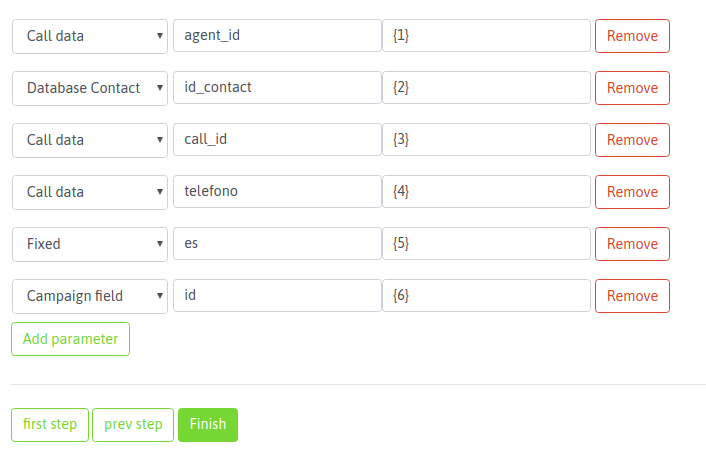 Call data agent_id {1} Remove
Database Contact id_contact {2} Remove
Call data call_id {3} Remove
Call data telefono {4} Remove
Fixed es {5} Remove
Campaign field id {6} Remove
Add parameter
first step prev step Finish